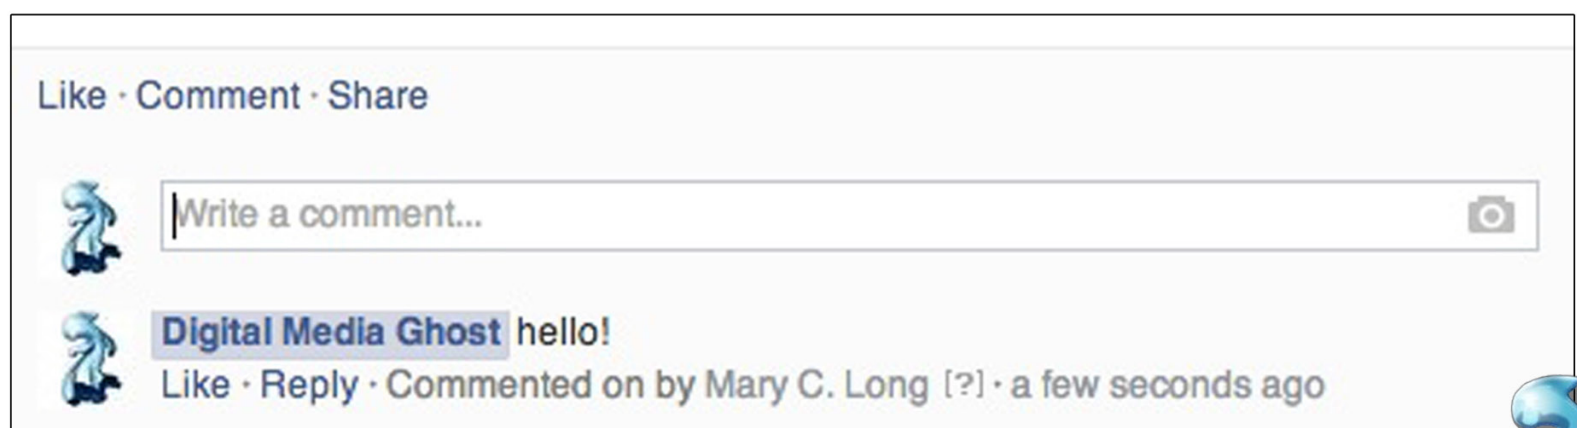 Like · Comment · Share
Write a comment...
Digital Media Ghost hello!
Like · Reply · Commented on by Mary C. Long [?] · a few seconds ago